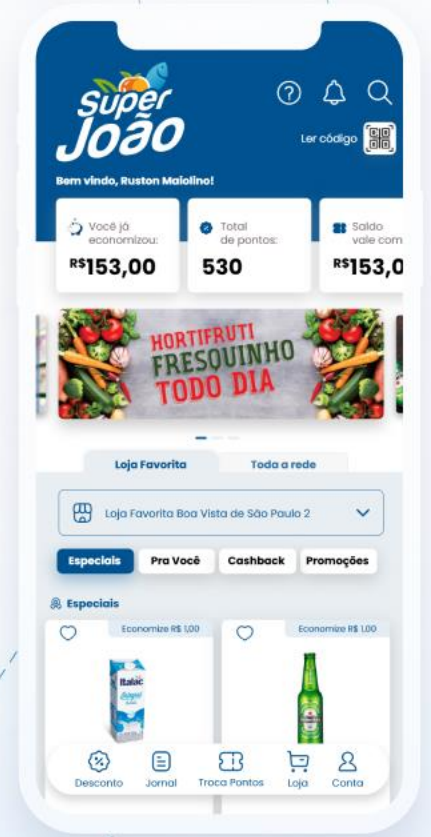 Super
João
Ler código
Bem vindo, Ruston Maiolino!
Você já
economizou:
R$153,00
Total
de pontos:
530
Saldo
vale com
R$153,0
HORTIFRUTI
FRESQUINHO
TODO DIA
Loja Favorita
Toda a rede
Loja Favorita Boa Vista de São Paulo 2
Especiais
Pra Você
Cashback
Promoções
Especiais
Economize R$ 1,00
Economize R$ 1,00
Italac
Desconto
Jornal
Troca Pontos
Loja
Conta